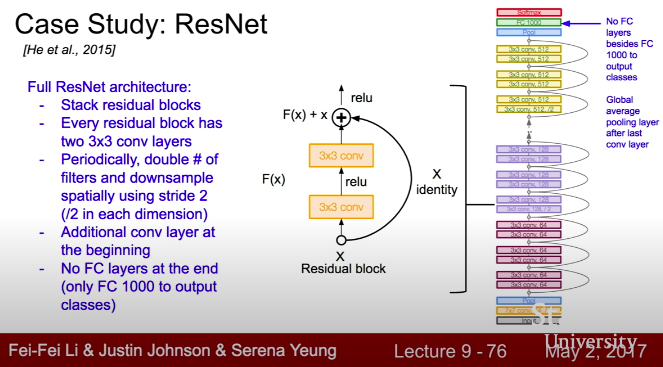 Case Study: ResNet
[He et al., 2015]
Full ResNet architecture:
- Stack residual blocks
- Every residual block has
two 3x3 conv layers
- Periodically, double # of
filters and downsample
spatially using stride 2
(/2 in each dimension)
- Additional conv layer at
the beginning
- No FC layers at the end
(only FC 1000 to output
classes)
relu
F(x) + x
3x3 conv
F(x)
relu
3x3 conv
X
Residual block
X
identity
Softmax
FC 1000
Pool
3x3 conv, 512
3x3 conv, 512
3x3 conv, 512
3x3 conv, 512
3x3 conv, 512
3x3 conv, 512, /2
3x3 conv, 128
3x3 conv, 128
3x3 conv, 128
3x3 conv, 128
3x3 conv, 128
3x3 conv, 128, / 2
3x3 conv, 64
3x3 conv, 64
3x3 conv, 64
3x3 conv, 64
3x3 conv, 64
3x3 conv, 64
Pool
Input
No FC
layers
besides FC
1000 to
output
classes
Global
average
pooling layer
after last
conv layer
Fei-Fei Li & Justin Johnson & Serena Yeung
Lecture 9 - 76
May 2, 2017
St
University